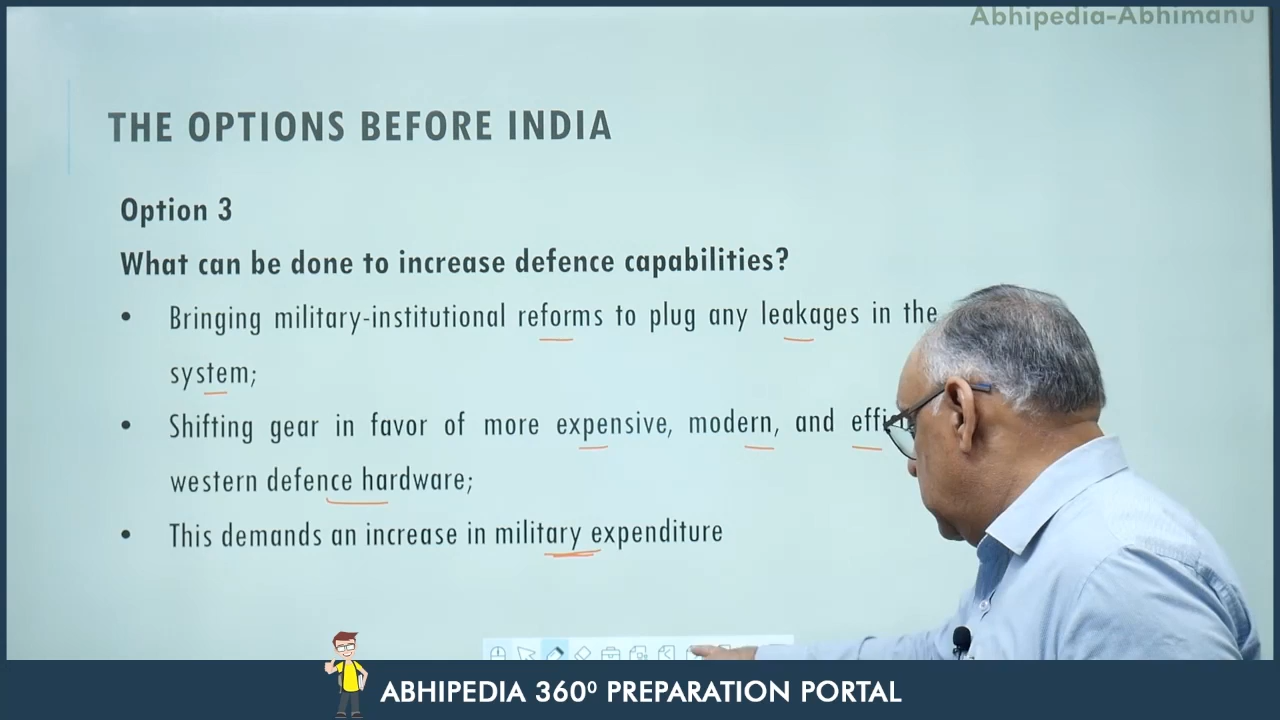 Abhipedia-Abhimanu
THE OPTIONS BEFORE INDIA
Option 3
What can be done to increase defence capabilities?
• Bringing military-institutional reforms to plug any leakages in the
system;
• Shifting gear in favor of more expensive, modern, and
western defence hardware;
• This demands an increase in military expenditure
ABHIPEDIA 360⁰ PREPARATION PORTAL